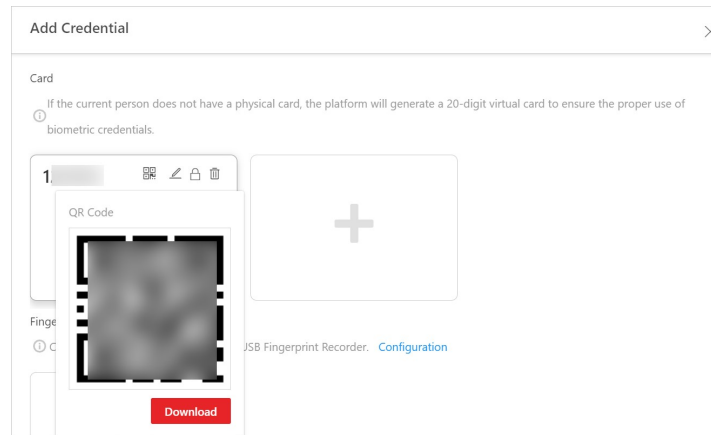 Add Credential
Card
If the current person does not have a physical card, the platform will generate a 20-digit virtual card to ensure the proper use of
biometric credentials.
QR Code
USB Fingerprint Recorder. Configuration
Download